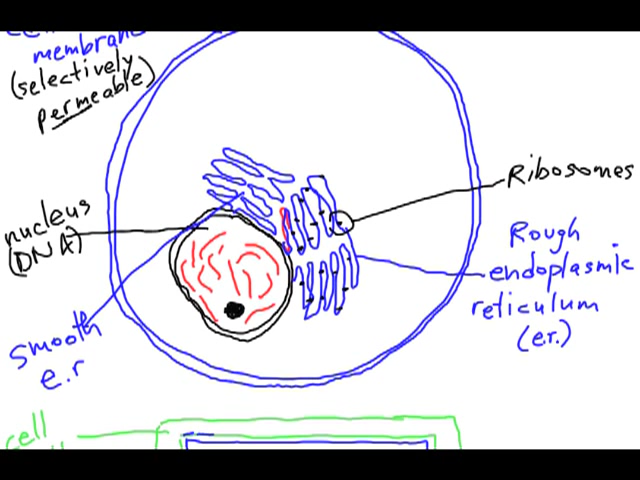 membrane
(selectively
permeable)
nucleus
(DNA)
smooth
e.r
Ribosomes
Rough
endoplasmic
reticulum
(e.r.)
cell